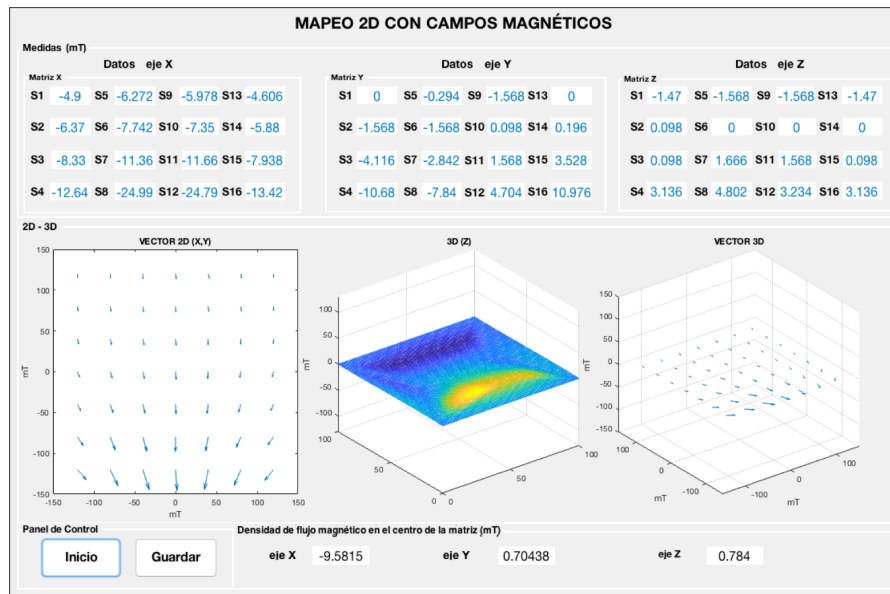 MAPEO 2D CON CAMPOS MAGNÉTICOS
Medidas (mT)
Datos eje X
Matriz X
S1 -4.9 S5 -6.272 S9 -5.978 S13 -4.606
S2 -6.37 S6 -7.742 S10 -7.35 S14 -5.88
S3 -8.33 S7 -11.36 S11 -11.66 S15 -7.938
S4 -12.64 S8 -24.99 S12 -24.79 S16 -13.42
Datos eje Y
Matriz Y
S1 0 S5 -0.294 S9 -1.568 S13 0
S2 -1.568 S6 -1.568 S10 0.098 S14 0.196
S3 -4.116 S7 -2.842 S11 1.568 S15 3.528
S4 -10.68 S8 -7.84 S12 4.704 S16 10.976
Datos eje Z
Matriz Z
S1 -1.47 S5 -1.568 S9 -1.568 S13 -1.47
S2 0.098 S6 0 S10 0 S14 0
S3 0.098 S7 1.666 S11 1.568 S15 0.098
S4 3.136 S8 4.802 S12 3.234 S16 3.136
2D - 3D
VECTOR 2D (X,Y)
150
100
50
0
-50
-100
-150
mT
-150 -100 -50 0 50 100 150
mT
3D (Z)
100
50
0
-50
-100
mT
100
50
0
0
50
100
VECTOR 3D
150
100
50
0
-50
-100
-150
mT
100
0
-100
mT
-100
0
100
mT
Panel de Control
Inicio
Guardar
Densidad de flujo magnético en el centro de la matriz (mT)
eje X -9.5815 eje Y 0.70438 eje Z 0.784